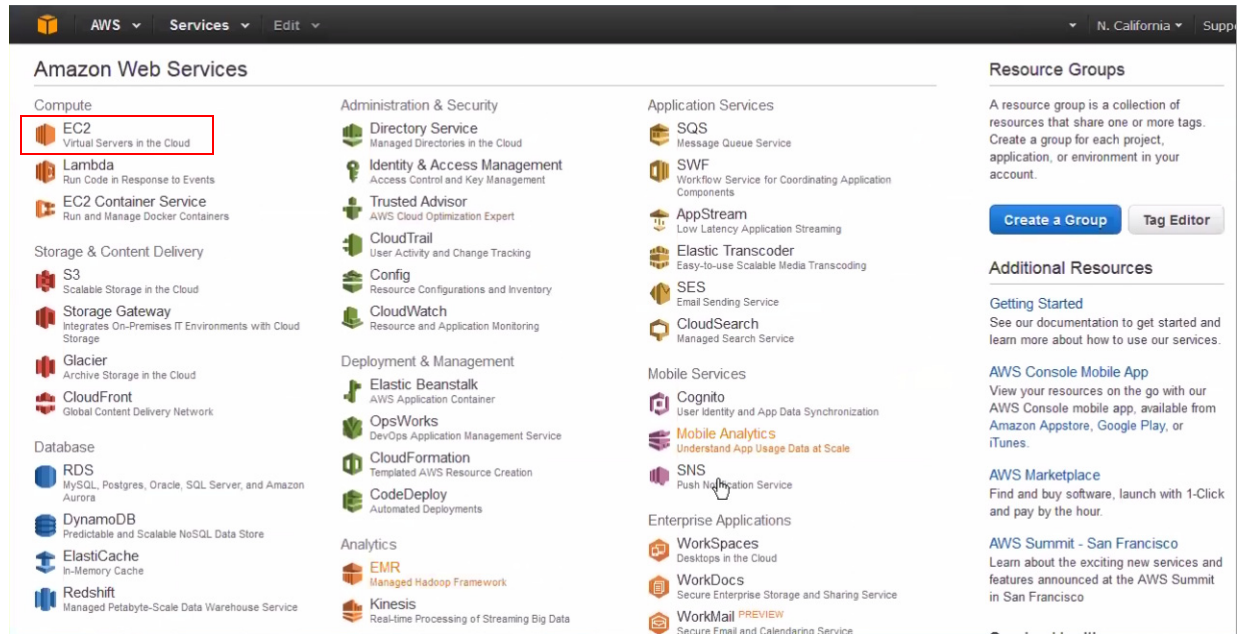 AWS Services Edit N. California
Amazon Web Services
Compute
EC2
Virtual Servers in the Cloud
Lambda
Run Code in Response to Events
EC2 Container Service
Run and Manage Docker Containers
Storage & Content Delivery
S3
Scalable Storage in the Cloud
Storage Gateway
Integrates On-Premises IT Environments with Cloud
Storage
Glacier
Archive Storage in the Cloud
CloudFront
Global Content Delivery Network
Database
RDS
MySQL, Postgres, Oracle, SQL Server, and Amazon
Aurora
DynamoDB
Predictable and Scalable NoSQL Data Store
ElastiCache
In-Memory Cache
Redshift
Managed Petabyte-Scale Data Warehouse Service
Administration & Security
Directory Service
Managed Directories in the Cloud
Identity & Access Management
Access Control and Key Management
Trusted Advisor
AWS Cloud Optimization Expert
CloudTrail
User Activity and Change Tracking
Config
Resource Configurations and Inventory
CloudWatch
Resource and Application Monitoring
Deployment & Management
Elastic Beanstalk
AWS Application Container
OpsWorks
DevOps Application Management Service
CloudFormation
Templated AWS Resource Creation
CodeDeploy
Automated Deployments
Analytics
EMR
Managed Hadoop Framework
Kinesis
Real-time Processing of Streaming Big Data
Application Services
SQS
Message Queue Service
SWF
Workflow Service for Coordinating Application
Components
AppStream
Low Latency Application Streaming
Elastic Transcoder
Easy-to-use Scalable Media Transcoding
SES
Email Sending Service
CloudSearch
Managed Search Service
Mobile Services
Cognito
User Identity and App Data Synchronization
Mobile Analytics
Understand App Usage Data at Scale
SNS
Push Notification Service
Enterprise Applications
WorkSpaces
Desktops in the Cloud
WorkDocs
Secure Enterprise Storage and Sharing Service
WorkMail PREVIEW
Secure Email and Calendaring Service
Resource Groups
A resource group is a collection of
resources that share one or more tags.
Create a group for each project,
application, or environment in your
account.
Create a Group Tag Editor
Additional Resources
Getting Started
See our documentation to get started and
learn more about how to use our services.
AWS Console Mobile App
View your resources on the go with our
AWS Console mobile app, available from
Amazon Appstore, Google Play, or
iTunes.
AWS Marketplace
Find and buy software, launch with 1-Click
and pay by the hour.
AWS Summit - San Francisco
Learn about the exciting new services and
features announced at the AWS Summit
in San Francisco